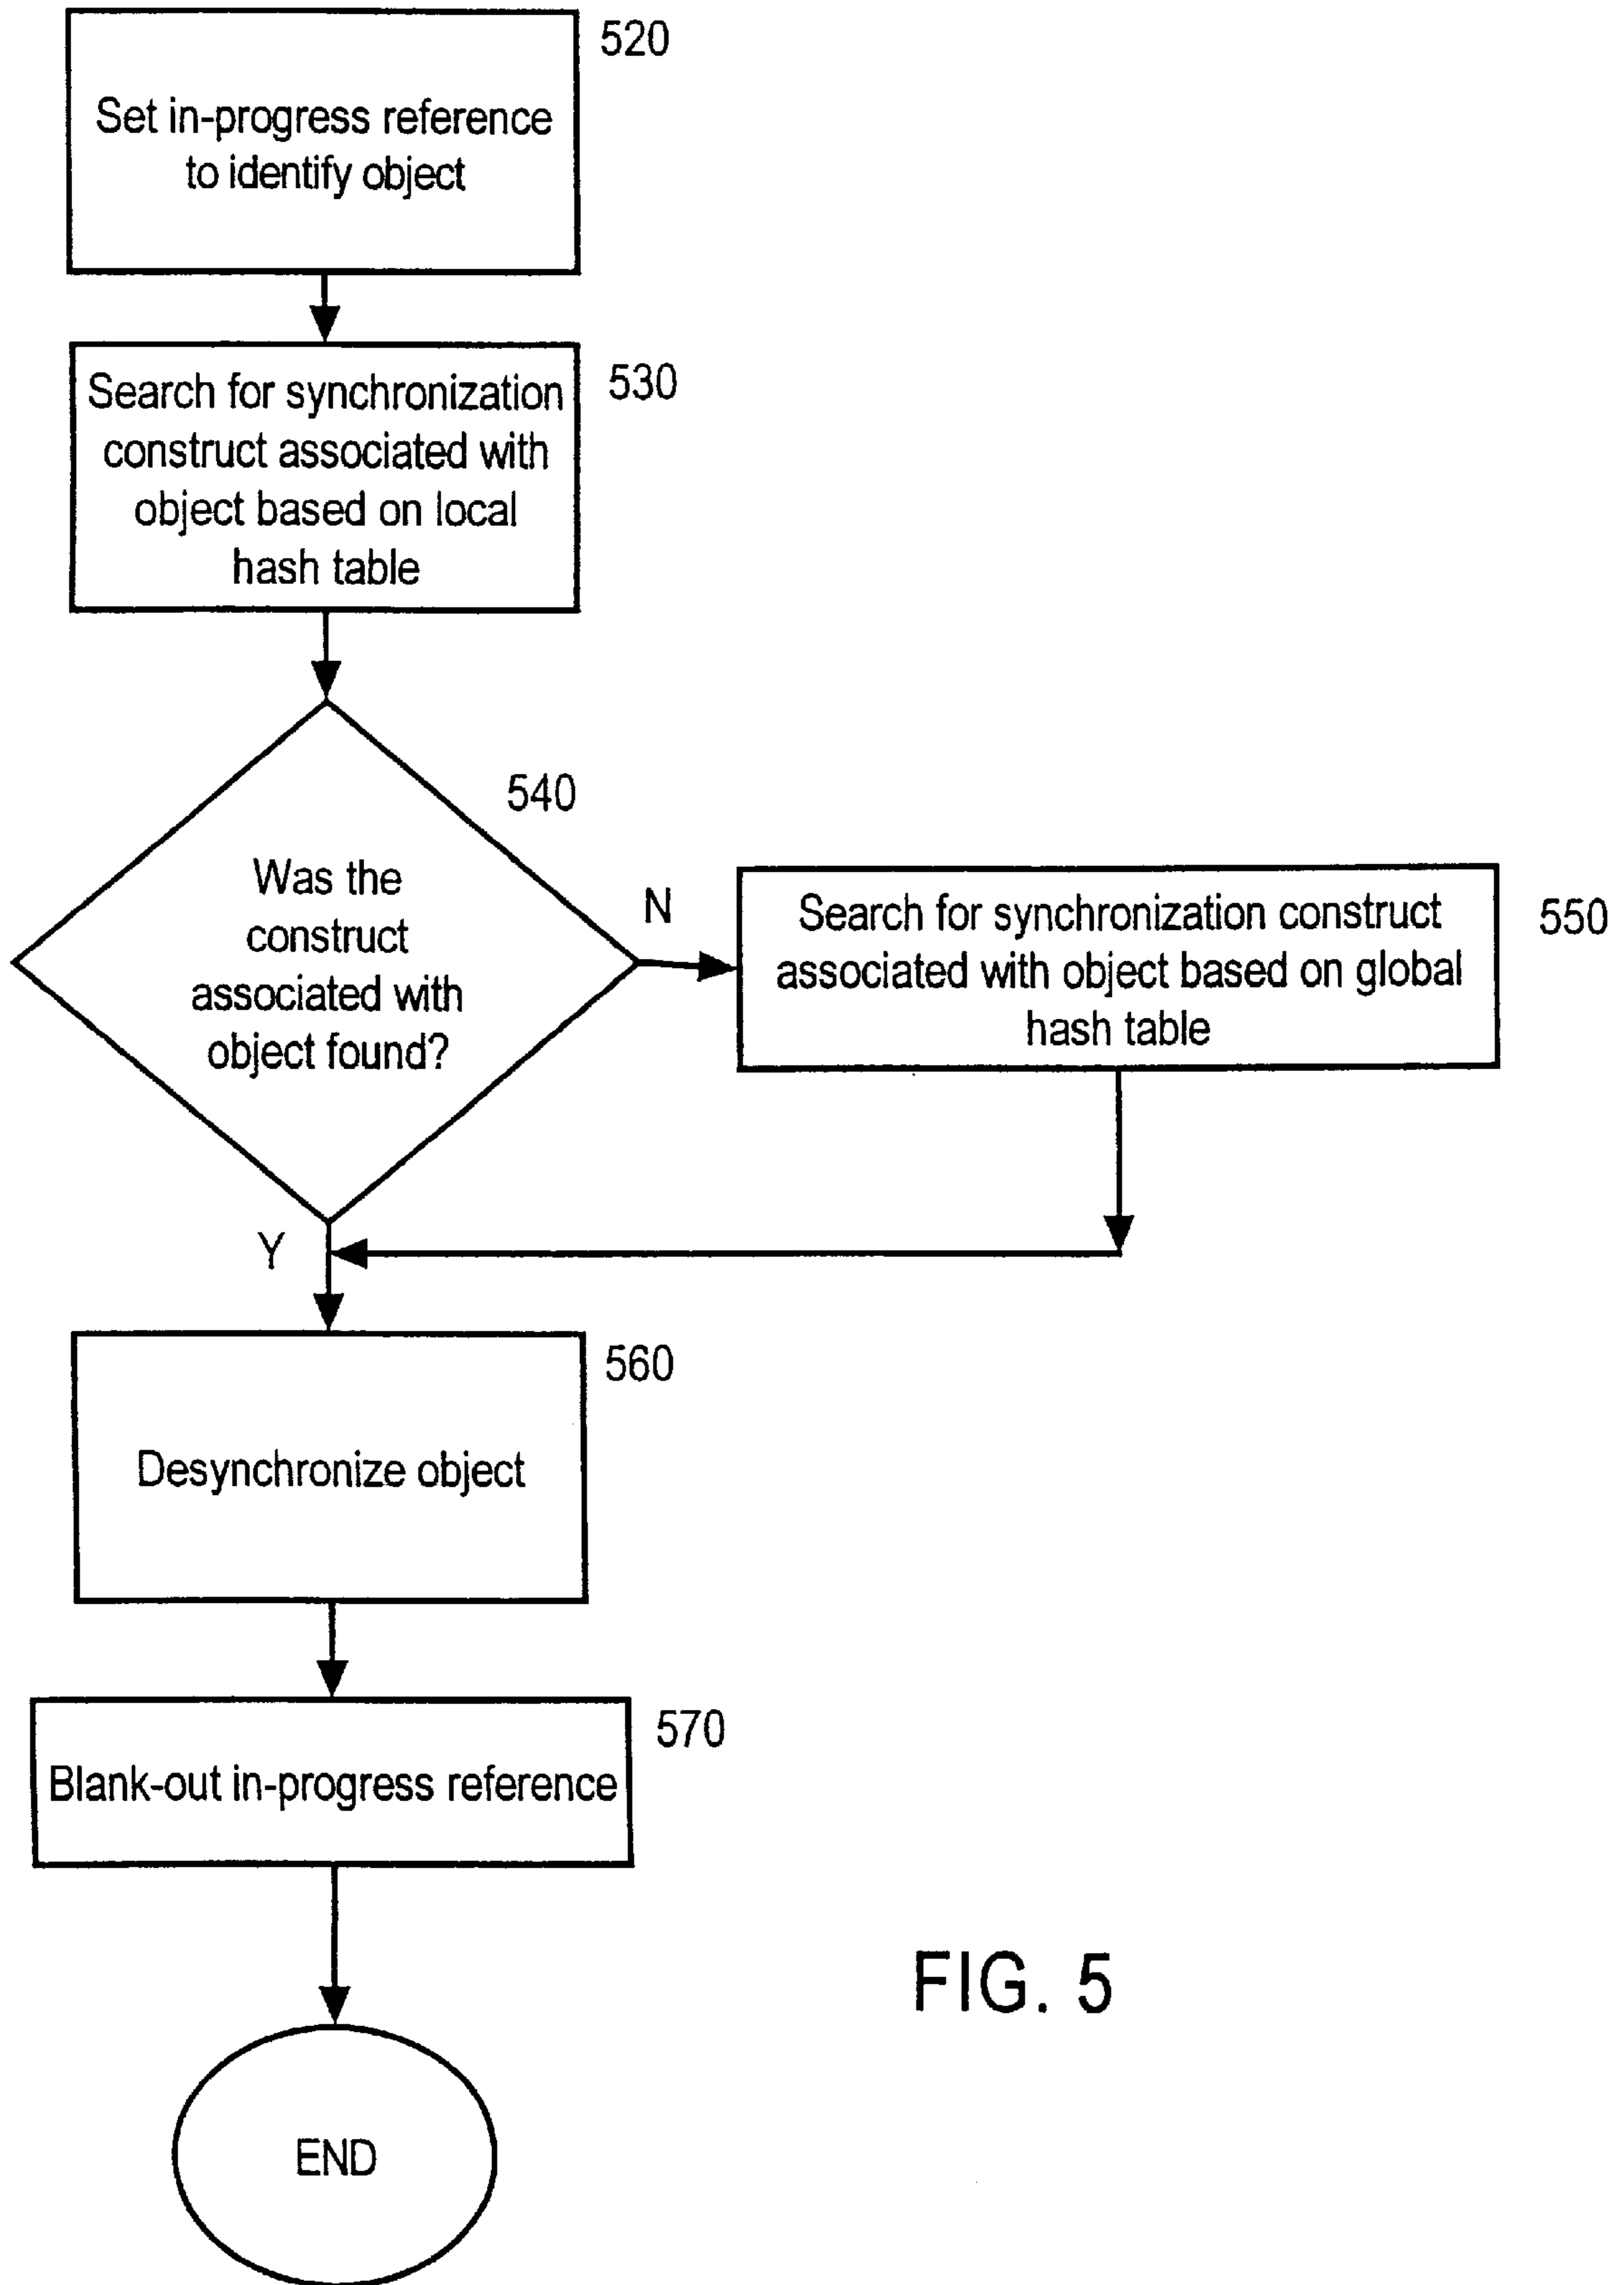 520
Set in-progress reference
to identify object
530
Search for synchronization
construct associated with
object based on local
hash table
540
Was the
construct
associated with
object found?
N
Search for synchronization construct
associated with object based on global
hash table
550
Y
560
Desynchronize object
570
Blank-out in-progress reference
FIG. 5
END